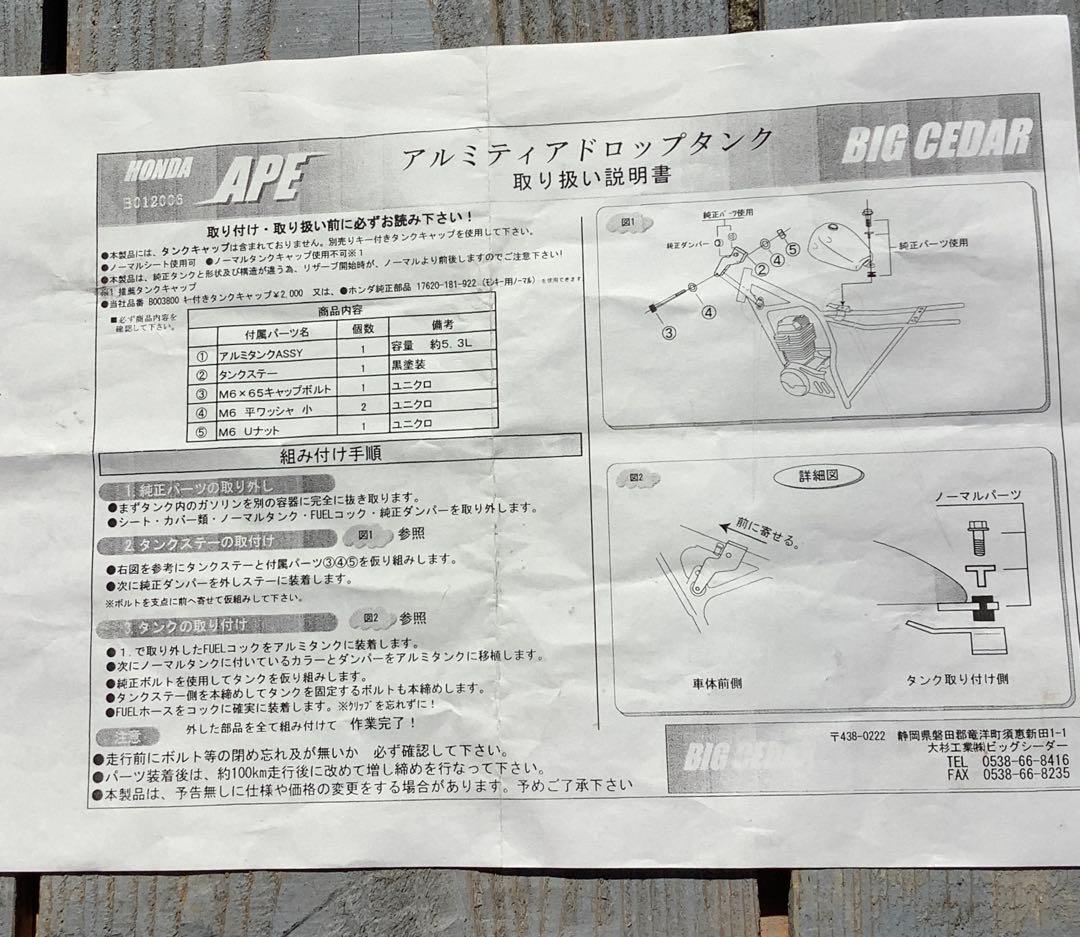 HONDA
APE
B012006
アルミティアドロップタンク
取り扱い説明書
BIG CEDAR
取り付け・取り扱い前に必ずお読み下さい！
●本製品には、タンクキャップは含まれておりません。別売りキー付きタンクキャップを使用して下さい。
●ノーマルシート使用可 ●ノーマルタンクキャップ使用不可※1
●本製品は、純正タンクと形状及び構造が違う為、リザーブ開始時が、ノーマルより前後しますのでご注意下さい！
※1 推薦タンクキャップ
●当社品番 B003800 ｷｰ付きタンクキャップ￥2,000 又は、●ホンダ純正部品 17620-181-922 (ﾓﾝｷｰ用ﾉｰﾏﾙ) を使用できます
■必ず商品内容を
確認して下さい。
商品内容
付属パーツ名 個数 備考
① アルミタンクASSY 1 容量 約5.3L
② タンクステー 1 黒塗装
③ M6×65キャップボルト 1 ユニクロ
④ M6 平ワッシャ 小 2 ユニクロ
⑤ M6 Uナット 1 ユニクロ
組み付け手順
1. 純正パーツの取り外し
●まずタンク内のガソリンを別の容器に完全に抜き取ります。
●シート・カバー類・ノーマルタンク・FUELコック・純正ダンパーを取り外します。
2. タンクステーの取付け 図1 参照
●右図を参考にタンクステーと付属パーツ③④⑤を仮り組みします。
●次に純正ダンパーを外しステーに装着します。
※ボルトを支点に前へ寄せて仮組みして下さい。
3. タンクの取り付け 図2 参照
●1. で取り外したFUELコックをアルミタンクに装着します。
●次にノーマルタンクに付いているカラーとダンパーをアルミタンクに移植します。
●純正ボルトを使用してタンクを仮り組みします。
●タンクステー側を本締めしてタンクを固定するボルトも本締めします。
●FUELホースをコックに確実に装着します。※ｸﾘｯﾌﾟを忘れずに！
外した部品を全て組み付けて 作業完了！
注意
●走行前にボルト等の閉め忘れ及が無いか 必ず確認して下さい。
●パーツ装着後は、約100km走行後に改めて増し締めを行なって下さい。
●本製品は、予告無しに仕様や価格の変更をする場合があります。予めご了承下さい
図1
純正ﾊﾟｰﾂ使用
純正ダンパー
⑤
④
②
④
③
純正パーツ使用
図2
詳細図
ノーマルパーツ
前に寄せる。
車体前側
タンク取り付け側
BIG CEDAR
〒438-0222 静岡県磐田郡竜洋町須恵新田1-1
大杉工業㈱ビッグシーダー
TEL 0538-66-8416
FAX 0538-66-8235